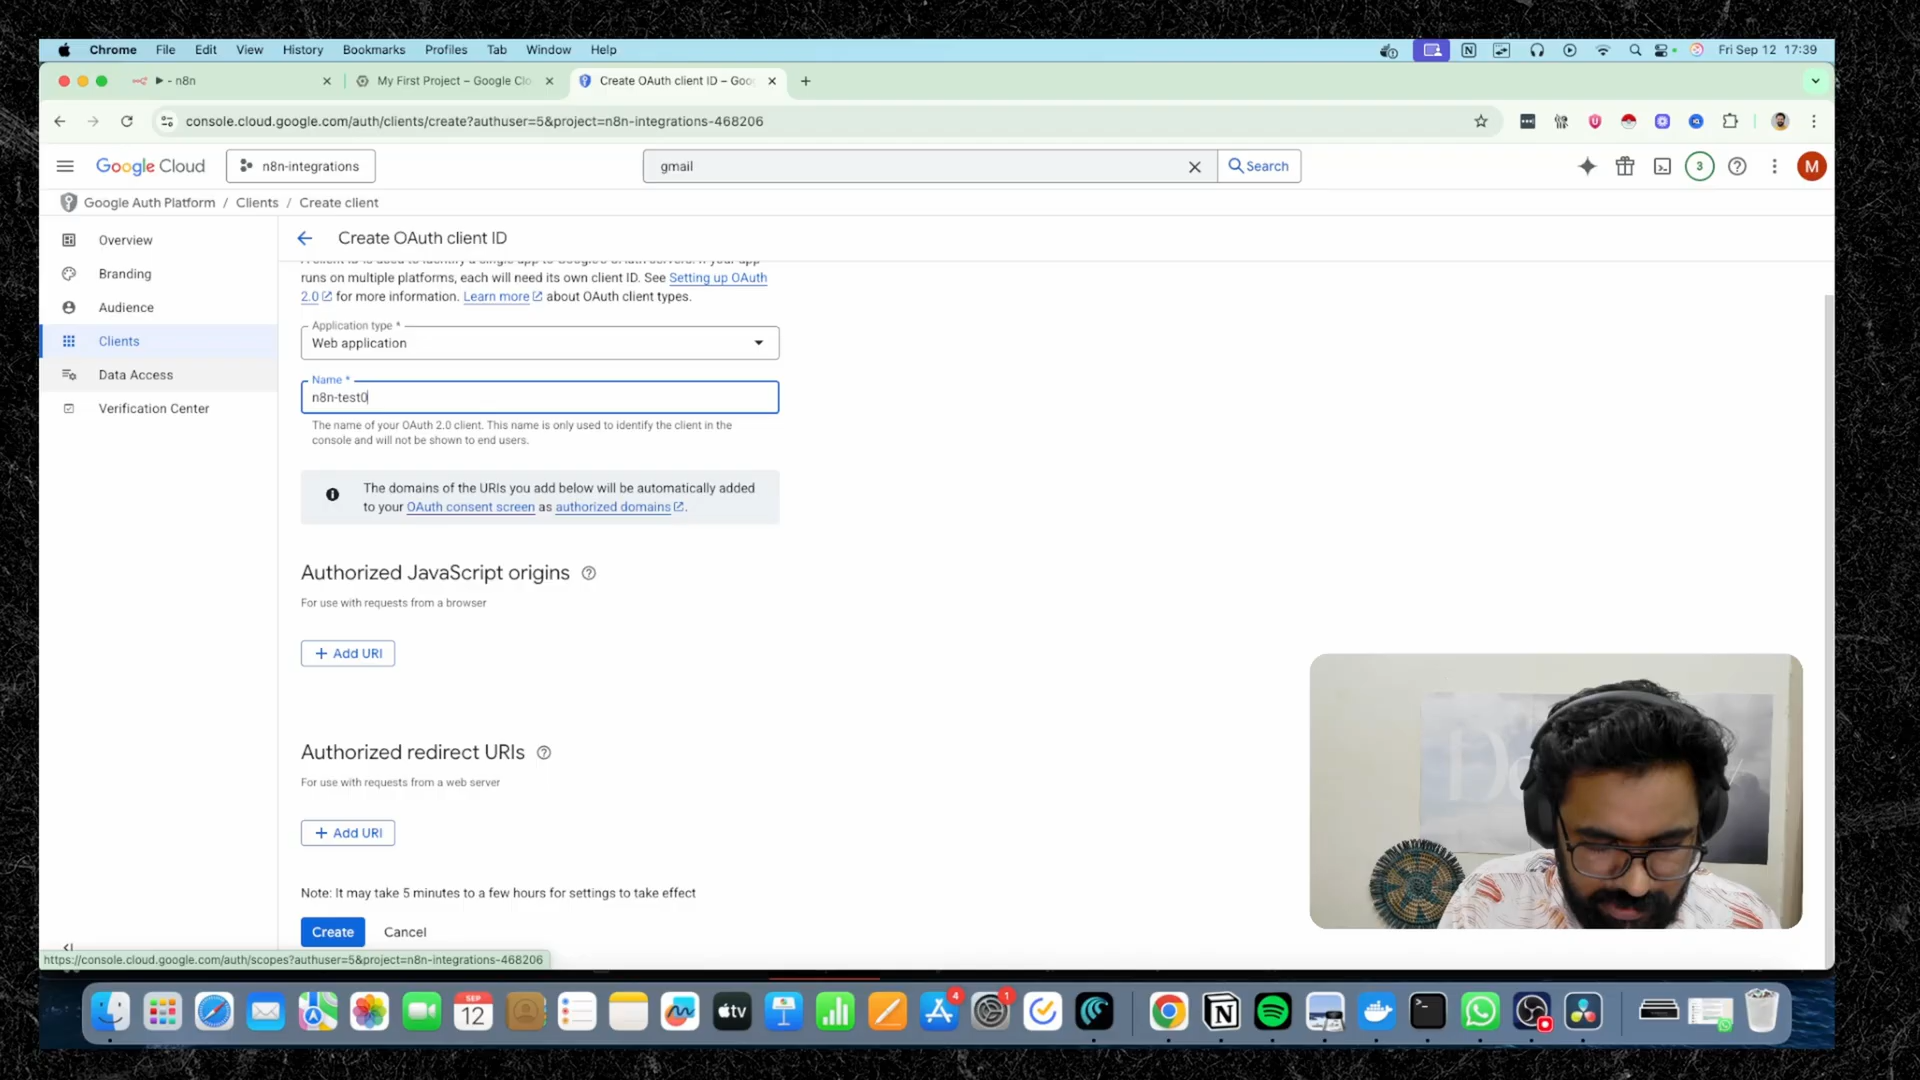 Chrome File Edit View History Bookmarks Profiles Tab Window Help Fri Sep 12 17:39
- n8n My First Project – Google Clo Create OAuth client ID – Goo
console.cloud.google.com/auth/clients/create?authuser=5&project=n8n-integrations-468206
Google Cloud n8n-integrations gmail Search 3 M
Google Auth Platform / Clients / Create client
Overview
Branding
Audience
Clients
Data Access
Verification Center
Create OAuth client ID
runs on multiple platforms, each will need its own client ID. See Setting up OAuth
2.0 for more information. Learn more about OAuth client types.
Application type *
Web application
Name *
n8n-test0
The name of your OAuth 2.0 client. This name is only used to identify the client in the
console and will not be shown to end users.
The domains of the URIs you add below will be automatically added
to your OAuth consent screen as authorized domains.
Authorized JavaScript origins
For use with requests from a browser
+ Add URI
Authorized redirect URIs
For use with requests from a web server
+ Add URI
Note: It may take 5 minutes to a few hours for settings to take effect
Create Cancel
https://console.cloud.google.com/auth/scopes?authuser=5&project=n8n-integrations-468206
SEP
12
tv
4
1